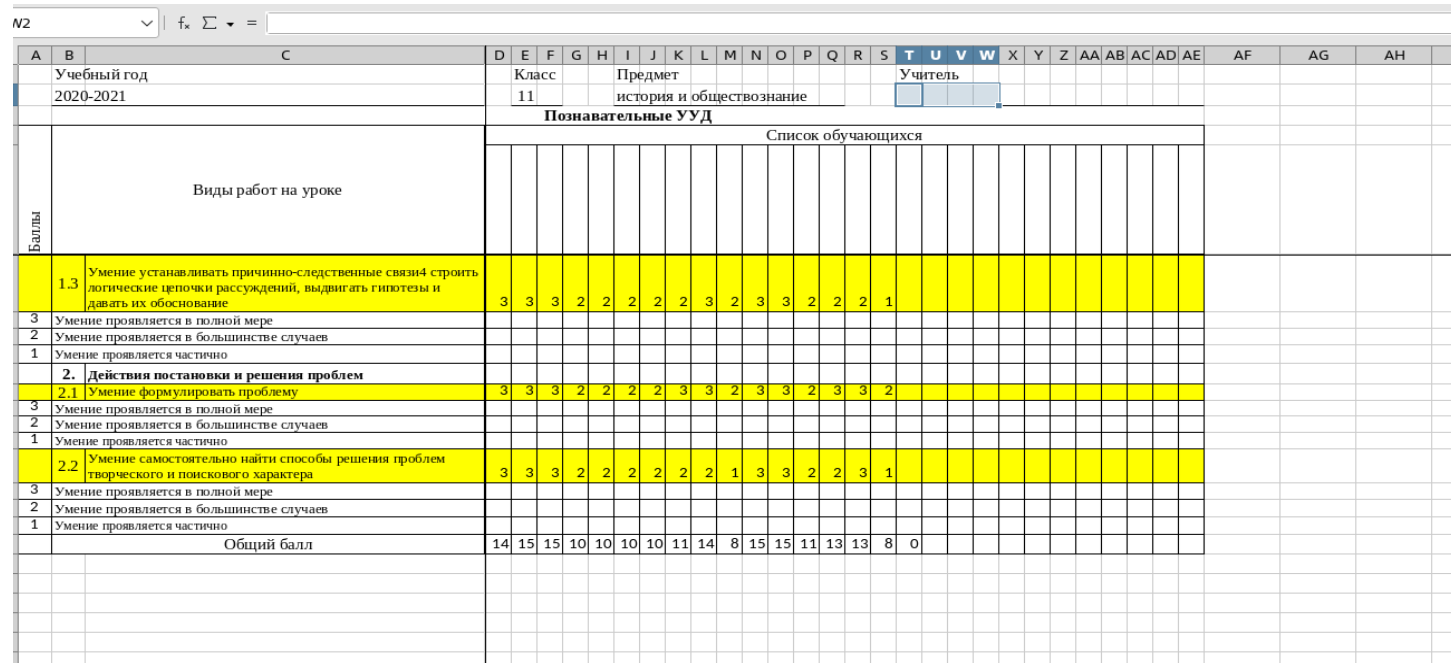 W2 fx Σ =
A B C D E F G H I J K L M N O P Q R S T U V W X Y Z AA AB AC AD AE AF AG AH
Учебный год Класс Предмет Учитель
2020-2021 11 история и обществознание
Познавательные УУД
Список обучающихся
Виды работ на уроке
Баллы
1.3 Умение устанавливать причинно-следственные связи4 строить
логические цепочки рассуждений, выдвигать гипотезы и
давать их обоснование 3 3 3 2 2 2 2 2 3 2 3 3 2 2 2 1
3 Умение проявляется в полной мере
2 Умение проявляется в большинстве случаев
1 Умение проявляется частично
2. Действия постановки и решения проблем
2.1 Умение формулировать проблему 3 3 3 2 2 2 2 3 3 2 3 3 2 3 3 2
3 Умение проявляется в полной мере
2 Умение проявляется в большинстве случаев
1 Умение проявляется частично
2.2 Умение самостоятельно найти способы решения проблем
творческого и поискового характера 3 3 3 2 2 2 2 2 2 1 3 3 2 2 3 1
3 Умение проявляется в полной мере
2 Умение проявляется в большинстве случаев
1 Умение проявляется частично
Общий балл 14 15 15 10 10 10 10 11 14 8 15 15 11 13 13 8 0